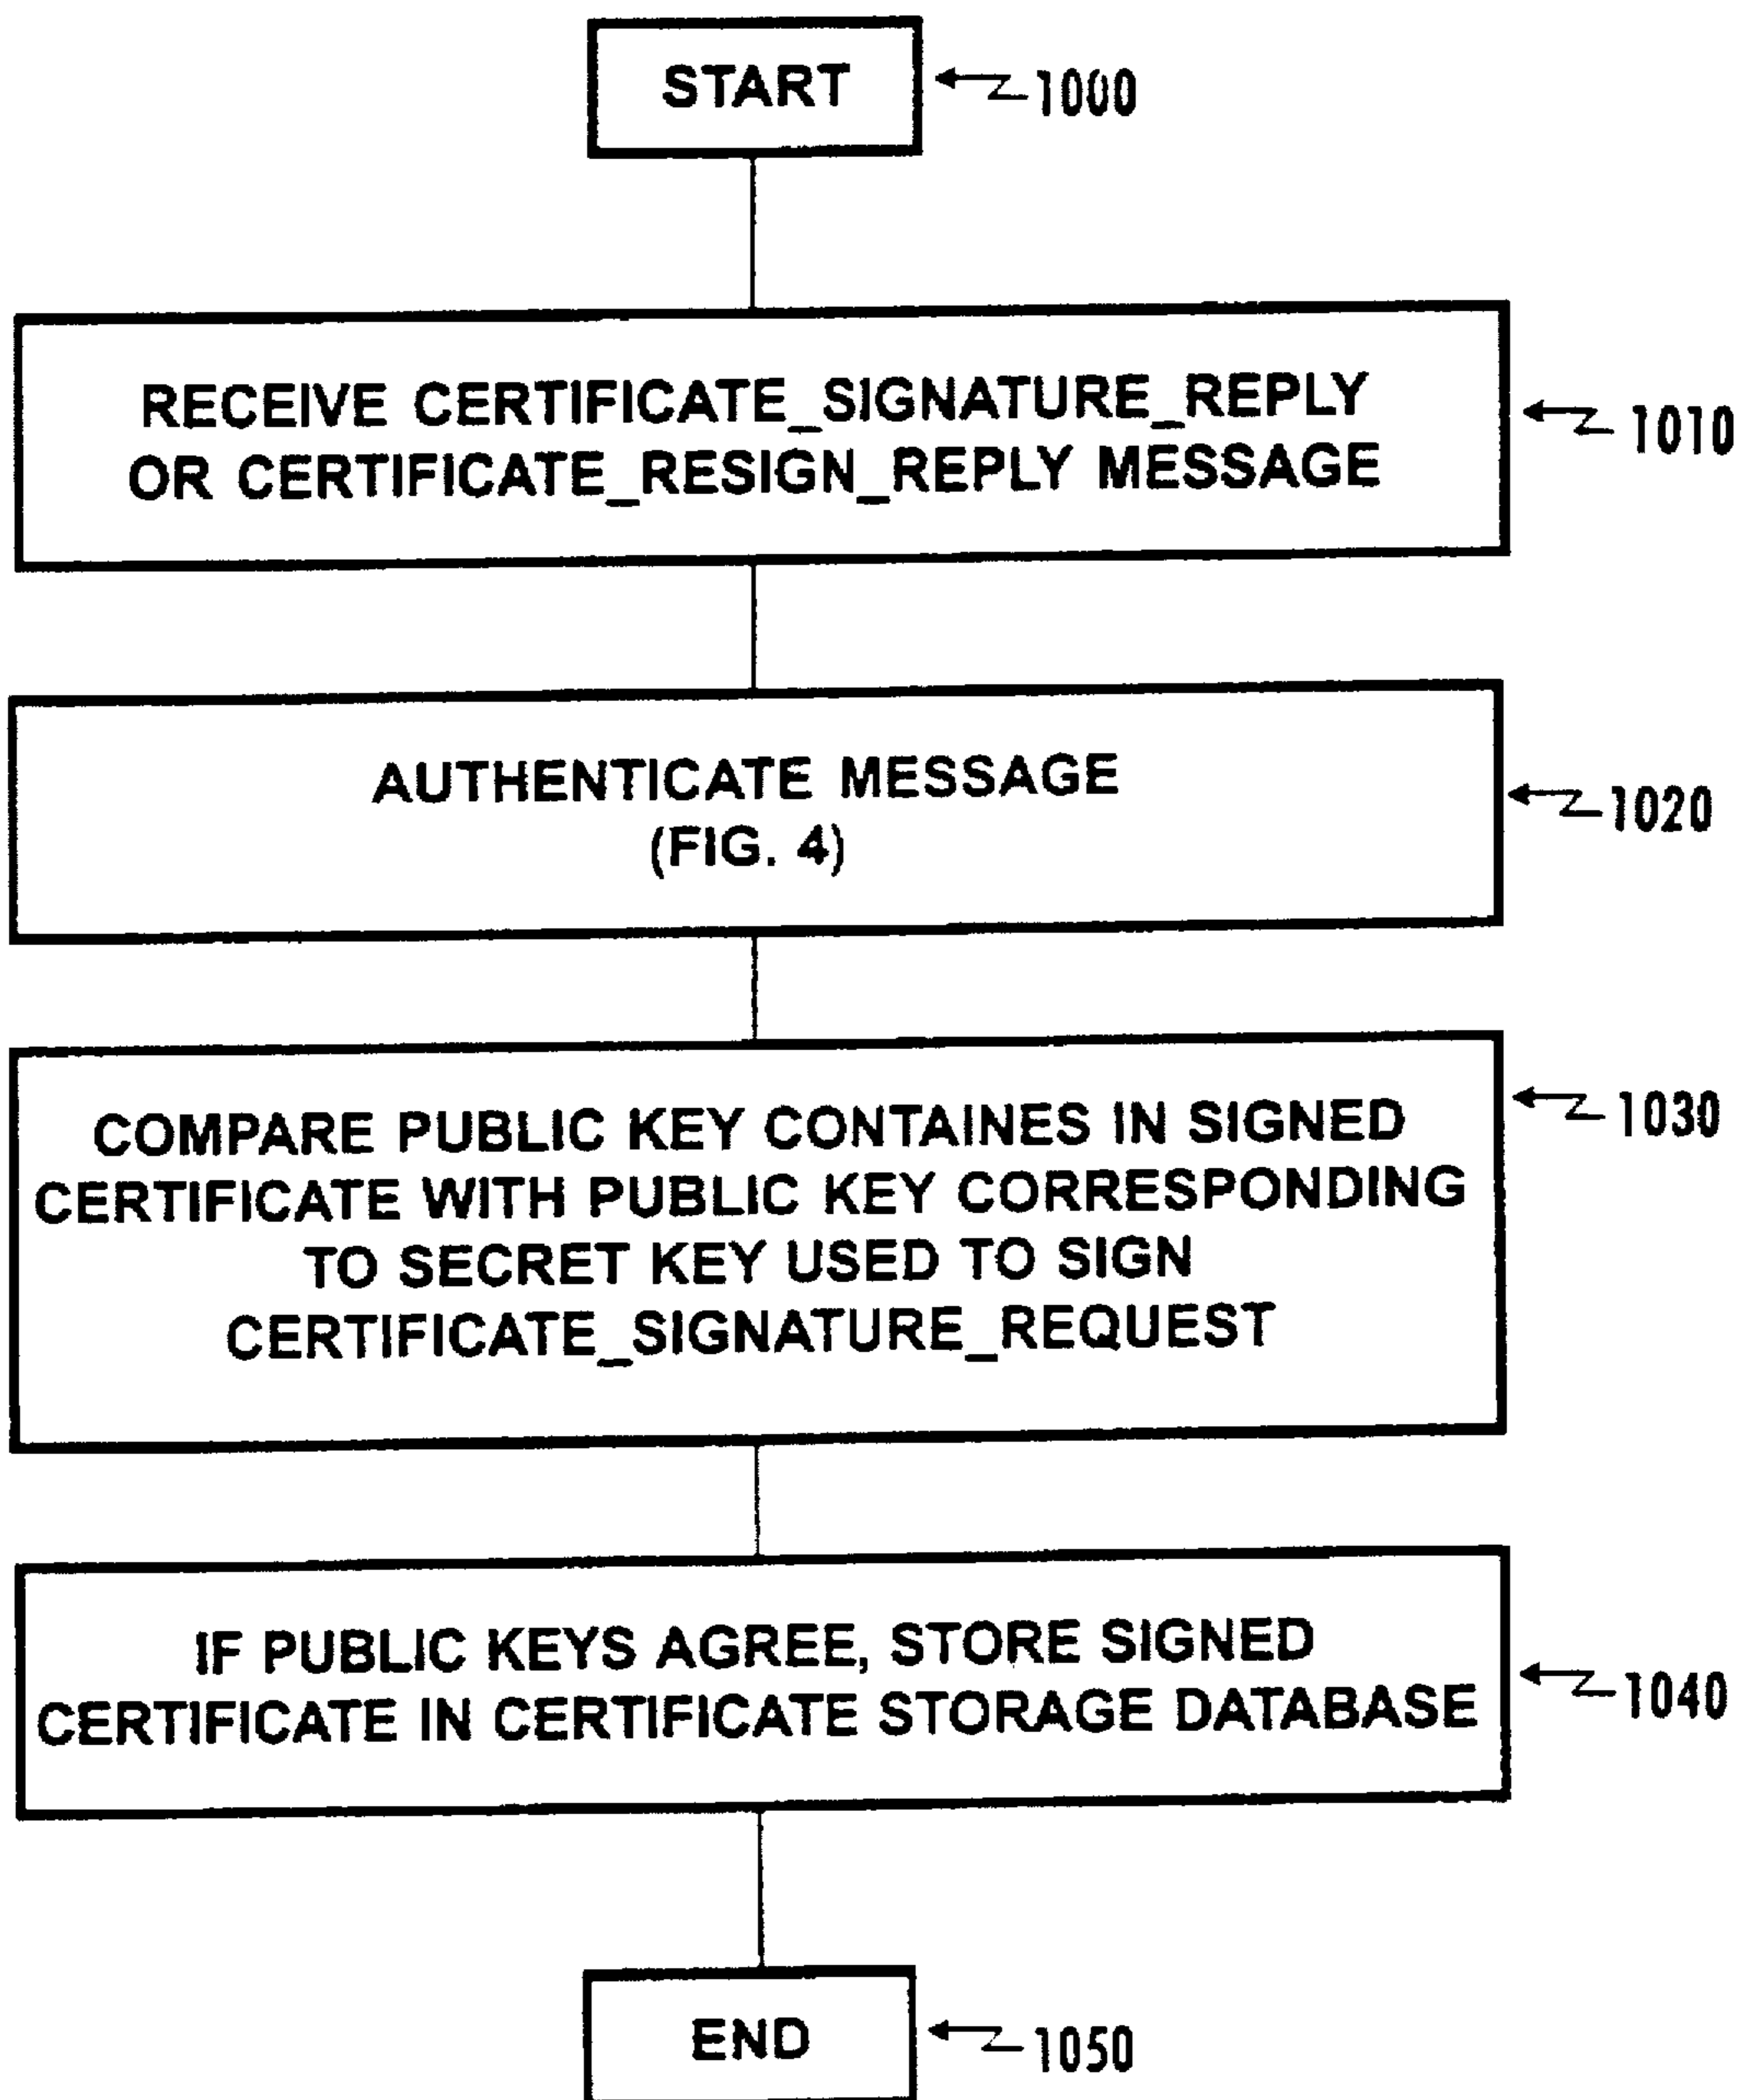 START
1000
RECEIVE CERTIFICATE_SIGNATURE_REPLY
OR CERTIFICATE_RESIGN_REPLY MESSAGE
1010
AUTHENTICATE MESSAGE
(FIG. 4)
1020
COMPARE PUBLIC KEY CONTAINES IN SIGNED
CERTIFICATE WITH PUBLIC KEY CORRESPONDING
TO SECRET KEY USED TO SIGN
CERTIFICATE_SIGNATURE_REQUEST
1030
IF PUBLIC KEYS AGREE, STORE SIGNED
CERTIFICATE IN CERTIFICATE STORAGE DATABASE
1040
END
1050